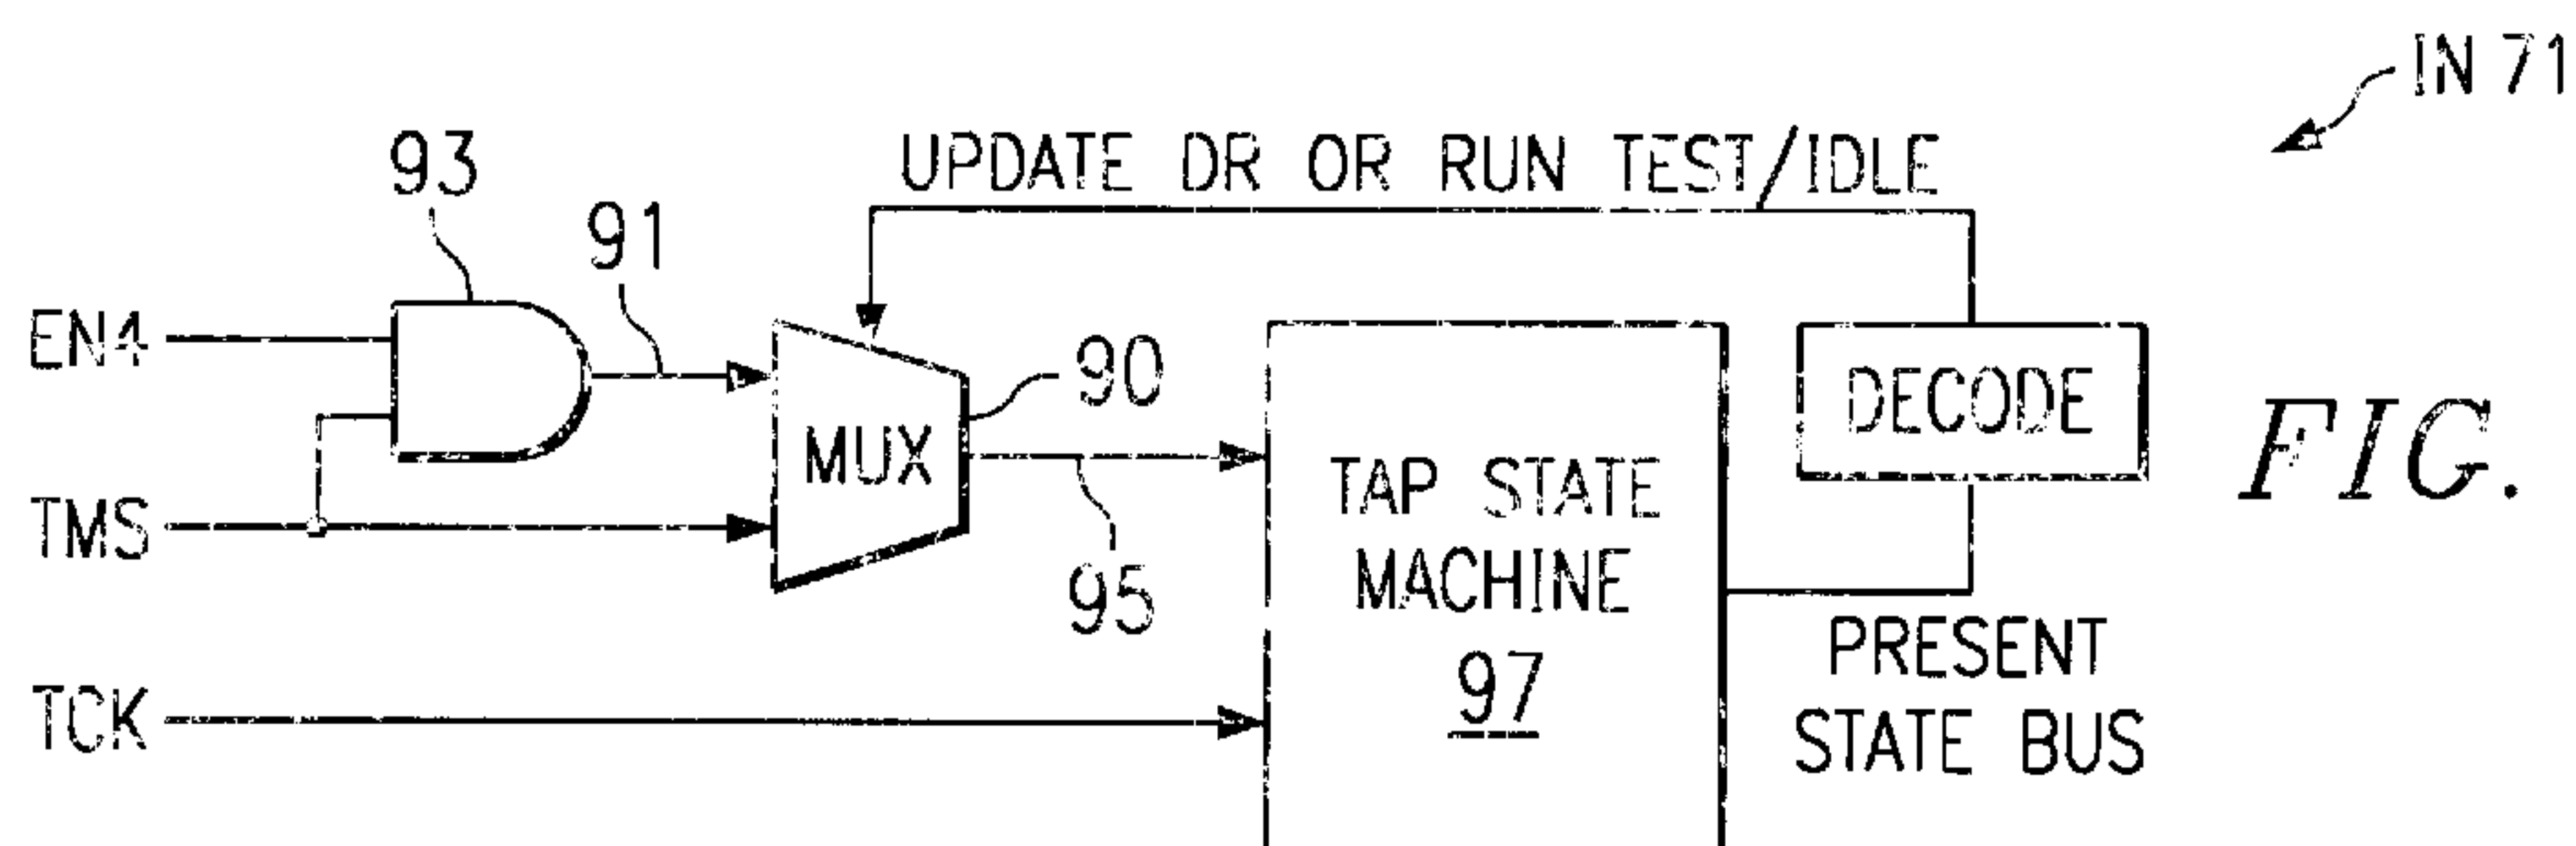 IN 71
93
UPDATE DR OR RUN TEST/IDLE
91
EN4
90
DECODE
FIG.
MUX
TAP STATE
MACHINE
97
TMS
95
PRESENT
STATE BUS
TCK